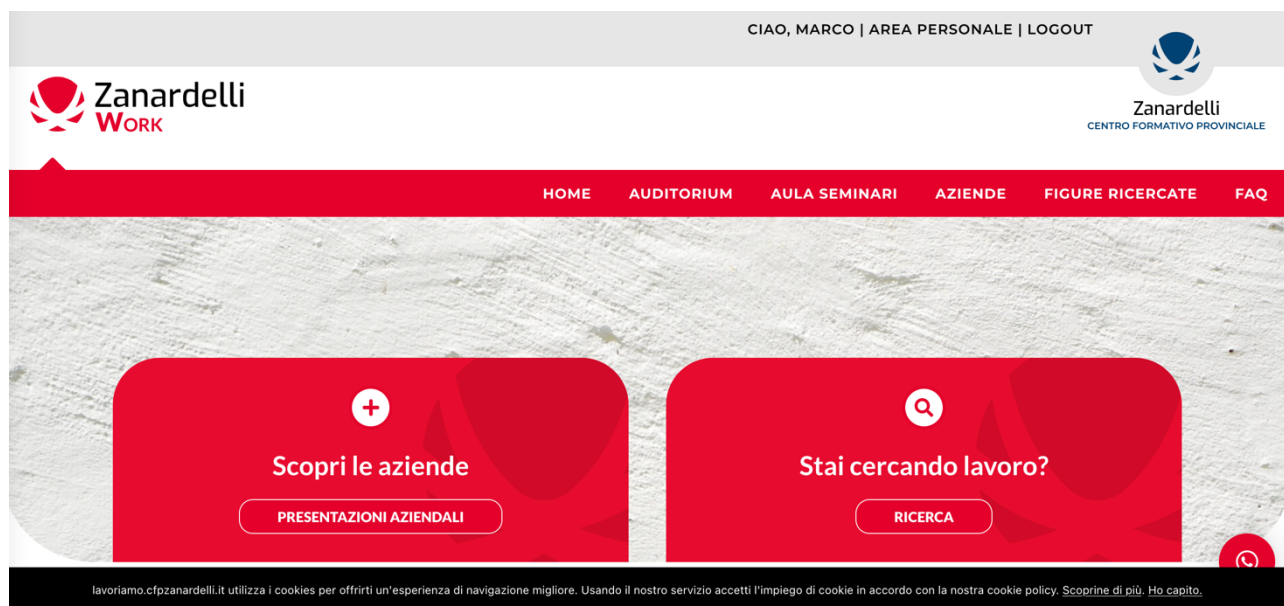 CIAO, MARCO | AREA PERSONALE | LOGOUT
Zanardelli
WORK
Zanardelli
CENTRO FORMATIVO PROVINCIALE
HOME AUDITORIUM AULA SEMINARI AZIENDE FIGURE RICERCATE FAQ
Scopri le aziende
PRESENTAZIONI AZIENDALI
Stai cercando lavoro?
RICERCA
lavoriamo.cfpzanardelli.it utilizza i cookies per offrirti un'esperienza di navigazione migliore. Usando il nostro servizio accetti l'impiego di cookie in accordo con la nostra cookie policy. Scoprine di più. Ho capito.